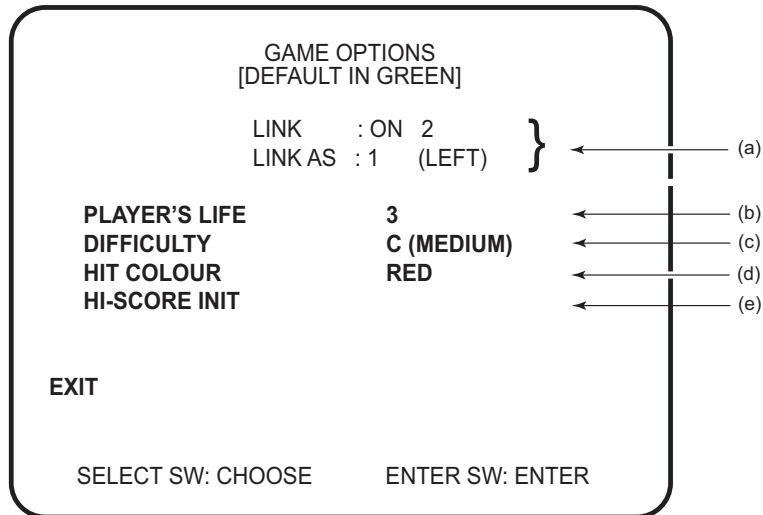 GAME OPTIONS
[DEFAULT IN GREEN]
LINK : ON 2
LINK AS : 1 (LEFT)
(a)
PLAYER'S LIFE 3 (b)
DIFFICULTY C (MEDIUM) (c)
HIT COLOUR RED (d)
HI-SCORE INIT (e)
EXIT
SELECT SW: CHOOSE ENTER SW: ENTER